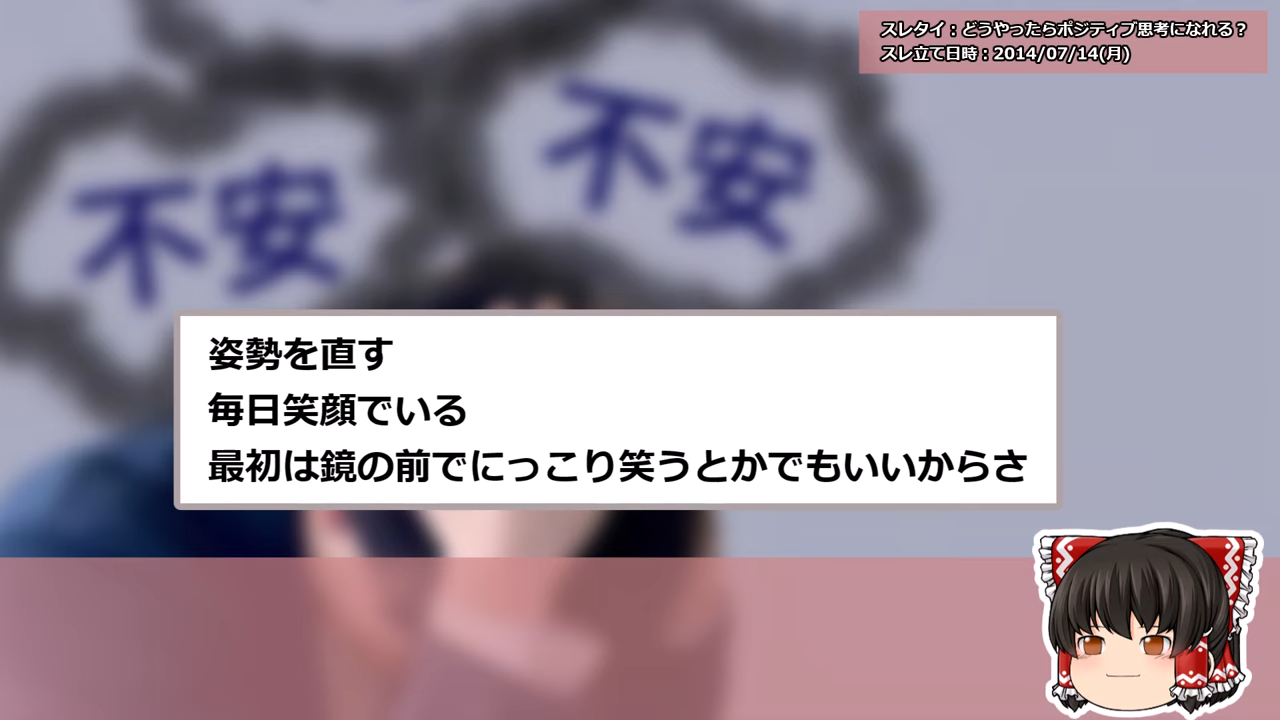 スレタイ：どうやったらポジティブ思考になれる？
スレ立て日時：2014/07/14(月)
不安
不安
姿勢を直す
毎日笑顔でいる
最初は鏡の前でにっこり笑うとかでもいいからさ